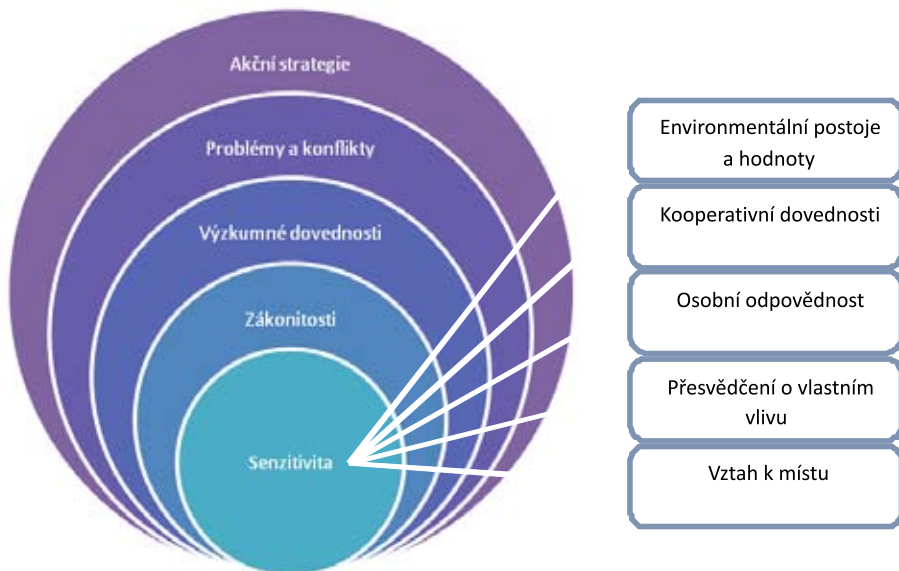 Akční strategie
Problémy a konflikty
Výzkumné dovednosti
Zákonitosti
Senzitivita
Environmentální postoje
a hodnoty
Kooperativní dovednosti
Osobní odpovědnost
Přesvědčení o vlastním
vlivu
Vztah k místu